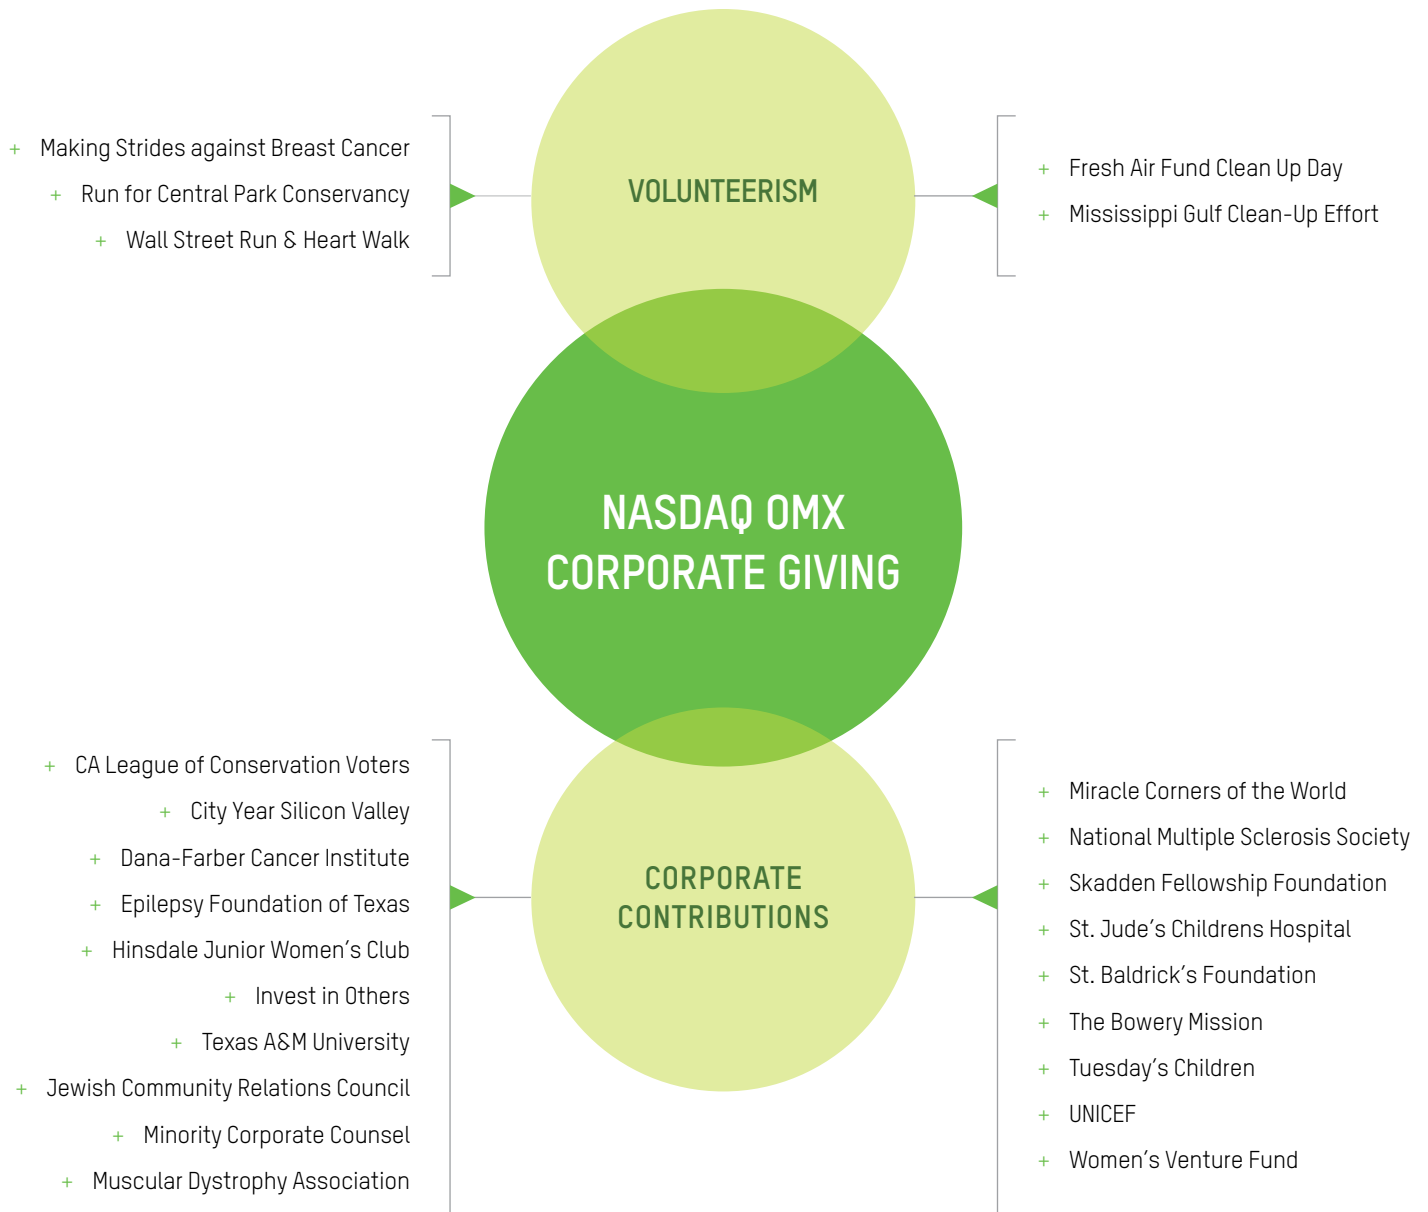 + Making Strides against Breast Cancer
+ Run for Central Park Conservancy
+ Wall Street Run & Heart Walk
VOLUNTEERISM
+ Fresh Air Fund Clean Up Day
+ Mississippi Gulf Clean-Up Effort
NASDAQ OMX
CORPORATE GIVING
+ CA League of Conservation Voters
+ City Year Silicon Valley
+ Dana-Farber Cancer Institute
+ Epilepsy Foundation of Texas
+ Hinsdale Junior Women's Club
+ Invest in Others
+ Texas A&M University
+ Jewish Community Relations Council
+ Minority Corporate Counsel
+ Muscular Dystrophy Association
CORPORATE
CONTRIBUTIONS
+ Miracle Corners of the World
+ National Multiple Sclerosis Society
+ Skadden Fellowship Foundation
+ St. Jude's Childrens Hospital
+ St. Baldrick's Foundation
+ The Bowery Mission
+ Tuesday's Children
+ UNICEF
+ Women's Venture Fund